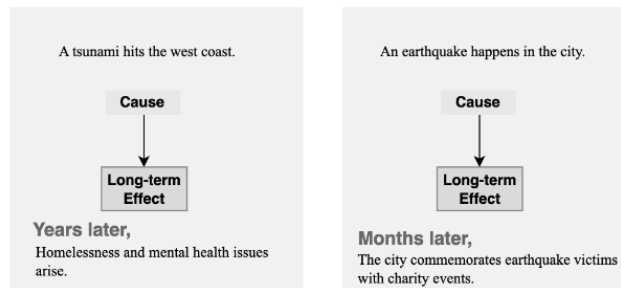 A tsunami hits the west coast.
Cause
Long-term
Effect
Years later,
Homelessness and mental health issues
arise.
An earthquake happens in the city.
Cause
Long-term
Effect
Months later,
The city commemorates earthquake victims
with charity events.